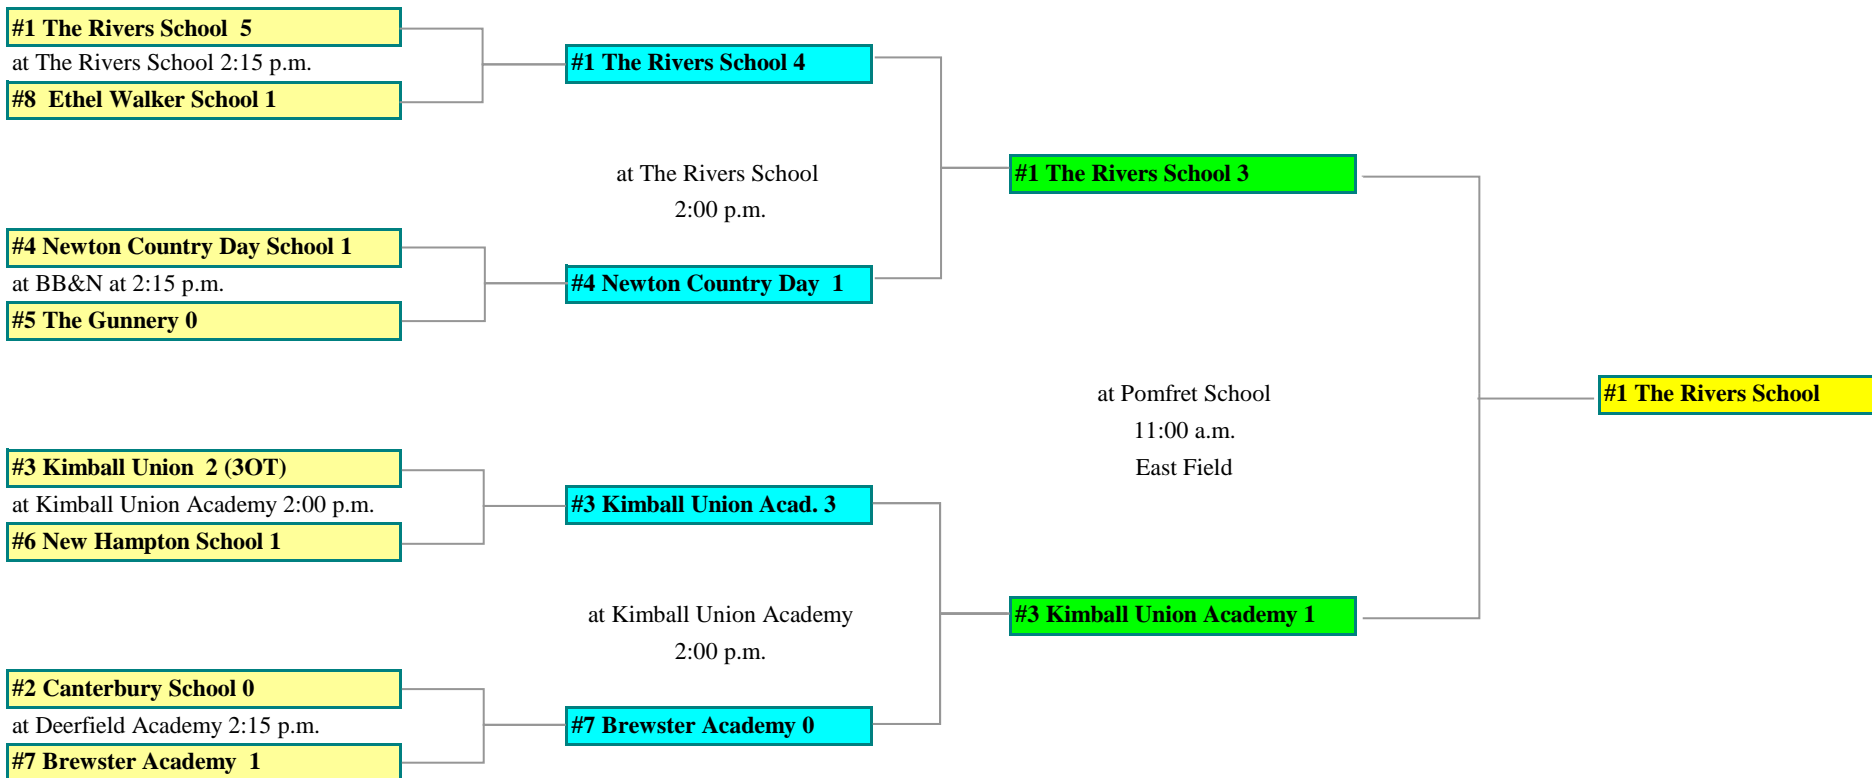 #1 The Rivers School  5
at The Rivers School 2:15 p.m.
#8  Ethel Walker School 1
#1 The Rivers School 4
at The Rivers School
2:00 p.m.
#1 The Rivers School 3
#4 Newton Country Day School 1
at BB&N at 2:15 p.m.
#5 The Gunnery 0
#4 Newton Country Day  1
at Pomfret School
11:00 a.m.
East Field
#1 The Rivers School
#3 Kimball Union  2 (3OT)
at Kimball Union Academy 2:00 p.m.
#6 New Hampton School 1
#3 Kimball Union Acad. 3
at Kimball Union Academy
2:00 p.m.
#3 Kimball Union Academy 1
#2 Canterbury School 0
at Deerfield Academy 2:15 p.m.
#7 Brewster Academy  1
#7 Brewster Academy 0